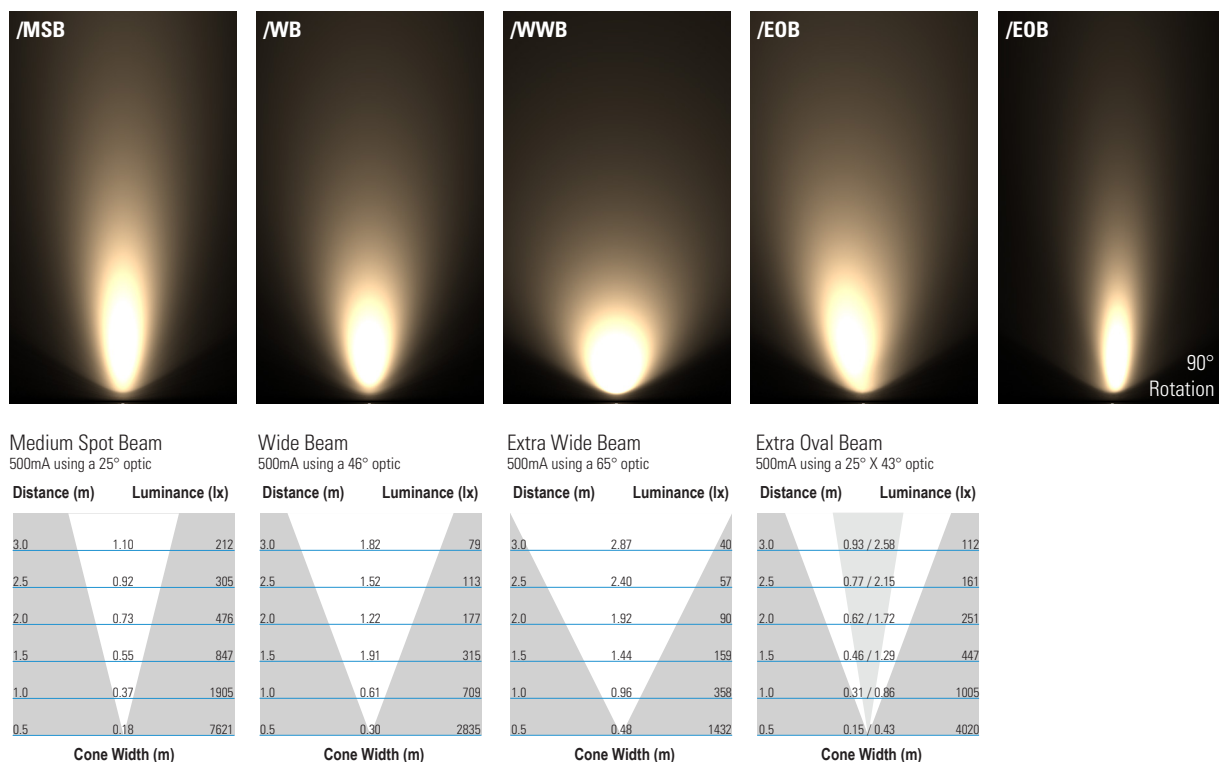 /MSB
/WB
/WWB
/EOB
/EOB
90°
Rotation
Medium Spot Beam
500mA using a 25° optic
Distance (m) Luminance (lx)
3.0 1.10 212
2.5 0.92 305
2.0 0.73 476
1.5 0.55 847
1.0 0.37 1905
0.5 0.18 7621
Cone Width (m)
Wide Beam
500mA using a 46° optic
Distance (m) Luminance (lx)
3.0 1.82 79
2.5 1.52 113
2.0 1.22 177
1.5 1.91 315
1.0 0.61 709
0.5 0.30 2835
Cone Width (m)
Extra Wide Beam
500mA using a 65° optic
Distance (m) Luminance (lx)
3.0 2.87 40
2.5 2.40 57
2.0 1.92 90
1.5 1.44 159
1.0 0.96 358
0.5 0.48 1432
Cone Width (m)
Extra Oval Beam
500mA using a 25° X 43° optic
Distance (m) Luminance (lx)
3.0 0.93 / 2.58 112
2.5 0.77 / 2.15 161
2.0 0.62 / 1.72 251
1.5 0.46 / 1.29 447
1.0 0.31 / 0.86 1005
0.5 0.15 / 0.43 4020
Cone Width (m)